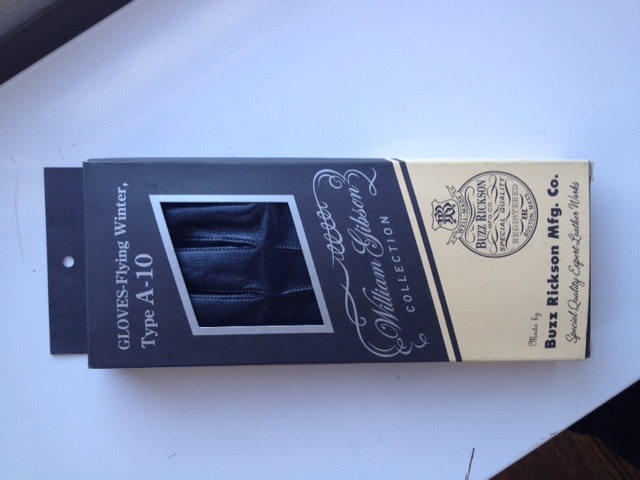 GLOVES-Flying Winter,
Type A-10
William Gibson
COLLECTION
BUZZ RICKSON
SPECIAL QUALITY
REGISTERED
Made by
Buzz Rickson Mfg. Co.
Special Quality Expert Leather Works